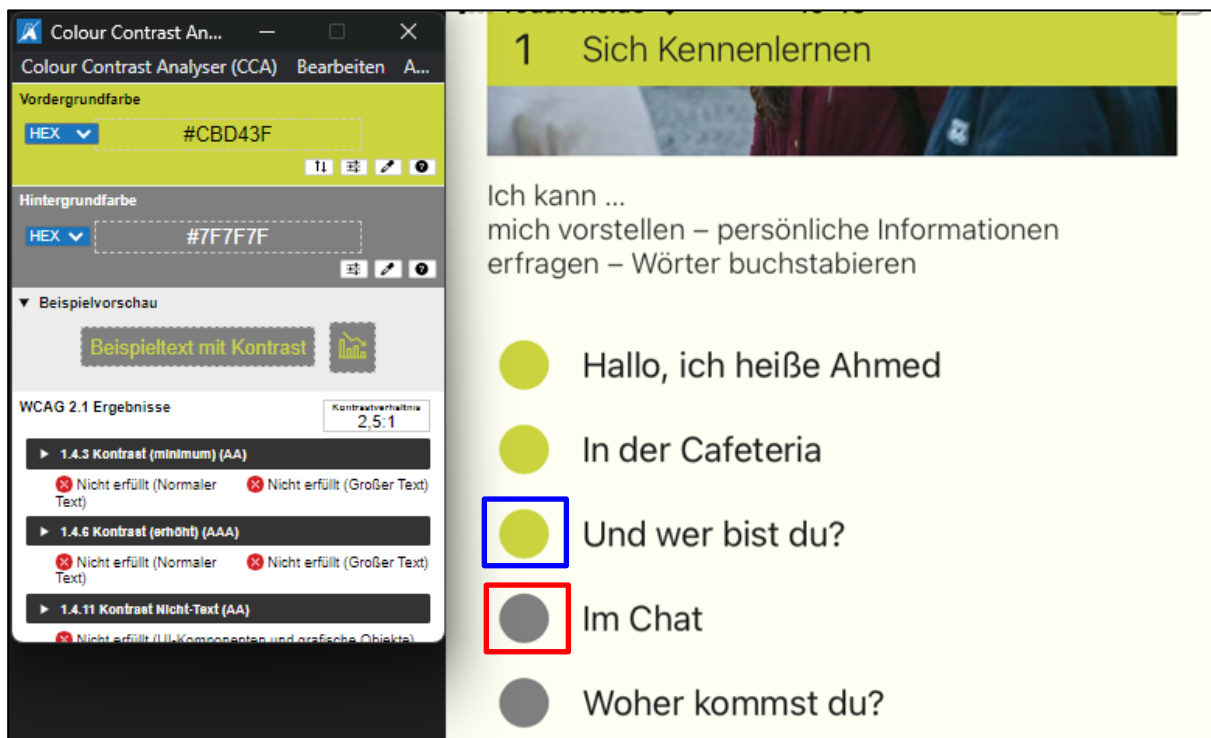 Colour Contrast An...
Colour Contrast Analyser (CCA) Bearbeiten A...
Vordergrundfarbe
HEX #CBD43F
Hintergrundfarbe
HEX #7F7F7F
▼ Beispielvorschau
Beispieltext mit Kontrast
WCAG 2.1 Ergebnisse
Kontrastverhältnis
2,5:1
1.4.3 Kontrast (minimum) (AA)
Nicht erfüllt (Normaler Text)
Nicht erfüllt (Großer Text)
1.4.6 Kontrast (erhöht) (AAA)
Nicht erfüllt (Normaler Text)
Nicht erfüllt (Großer Text)
1.4.11 Kontrast Nicht-Text (AA)
Nicht erfüllt (UI-Komponenten und grafische Objekte)
1 Sich Kennenlernen
Ich kann ...
mich vorstellen – persönliche Informationen
erfragen – Wörter buchstabieren
Hallo, ich heiße Ahmed
In der Cafeteria
Und wer bist du?
Im Chat
Woher kommst du?